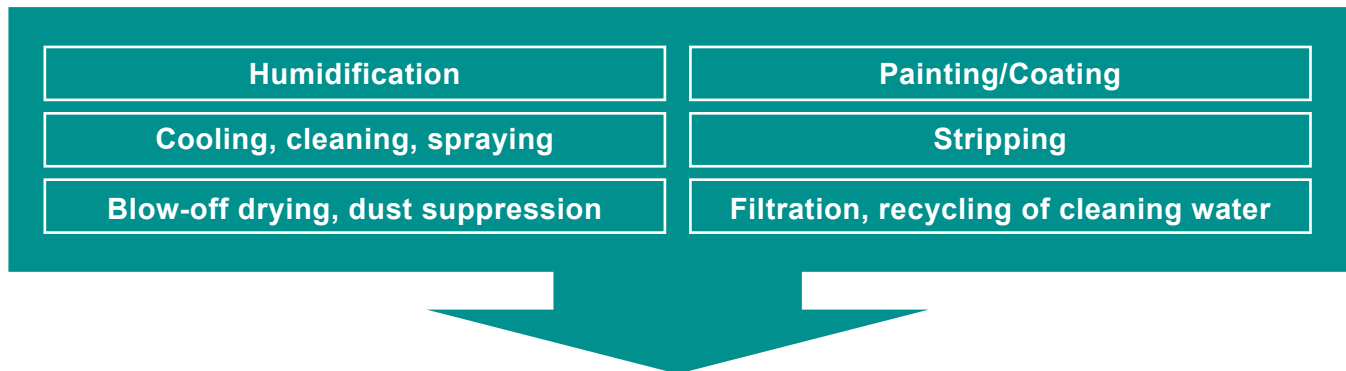 Humidification
Painting/Coating
Cooling, cleaning, spraying
Stripping
Blow-off drying, dust suppression
Filtration, recycling of cleaning water